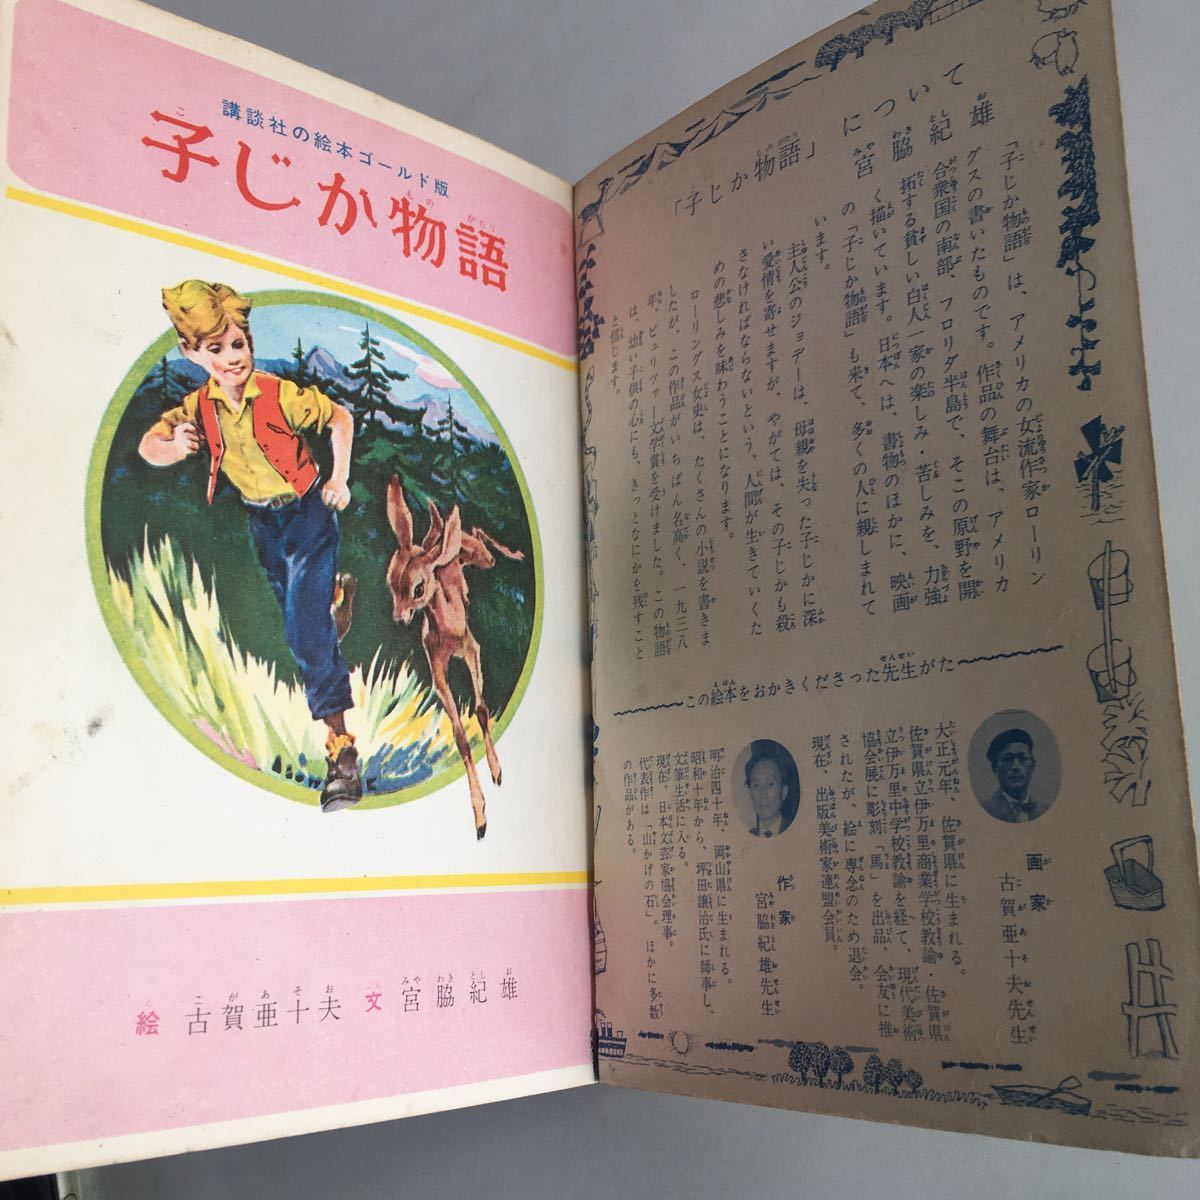 講談社の絵本ゴールド版
子じか物語
こ
ものがたり
絵 古賀亜十夫 文 宮脇紀雄
え こがあそお ぶん みやわきとしお
「子じか物語」
について
宮脇紀雄
「子じか物語」は、アメリカの女流作家ローリン
グスの書いたものです。作品の舞台は、アメリカ
合衆国の南部、フロリダ半島で、そこの原野を開
拓する貧しい白人一家の楽しみ・苦しみを、力強
く描いています。日本へは、書物のほかに、映画
の「子じか物語」も来て、多くの人に親しまれて
います。
主人公のジョデーは、母親を失った子じかに深
い愛情を寄せますが、やがては、その子じかも殺
さなければならないという、人間が生きていくた
めの悲しみを味わうことになります。
ローリングス女史は、たくさんの小説を書きま
したが、この作品がいちばん名高く、一九三八
年、ピュリツァー文学賞を受けました。この物語
は、幼い子供の心にも、きっとなにかを残すこと
と信じます。
この絵本をおかきくださった先生がた
画家
古賀亜十夫先生
大正元年、佐賀県に生まれる。
佐賀県立伊万里商業学校教諭・佐賀県
立伊万里中学校教諭を経て、現代美術
協会展に彫刻「馬」を出品、会友に推
されたが、絵に専念のため退会。
現在、出版美術家連盟会員。
作家
宮脇紀雄先生
明治四十年、岡山県に生まれる。
昭和十年から、坪田譲治氏に師事し、
文筆生活に入る。
現在、日本文芸家協会理事。
代表作は「山かげの石」。ほかに多数
の作品がある。